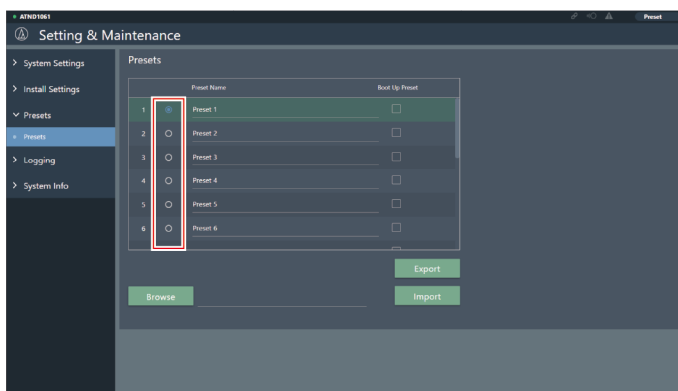 ATND1061
Preset
Setting & Maintenance
System Settings
Install Settings
Presets
Presets
Logging
System Info
Presets
Preset Name Boot Up Preset
1 Preset 1
2 Preset 2
3 Preset 3
4 Preset 4
5 Preset 5
6 Preset 6
Export
Browse Import